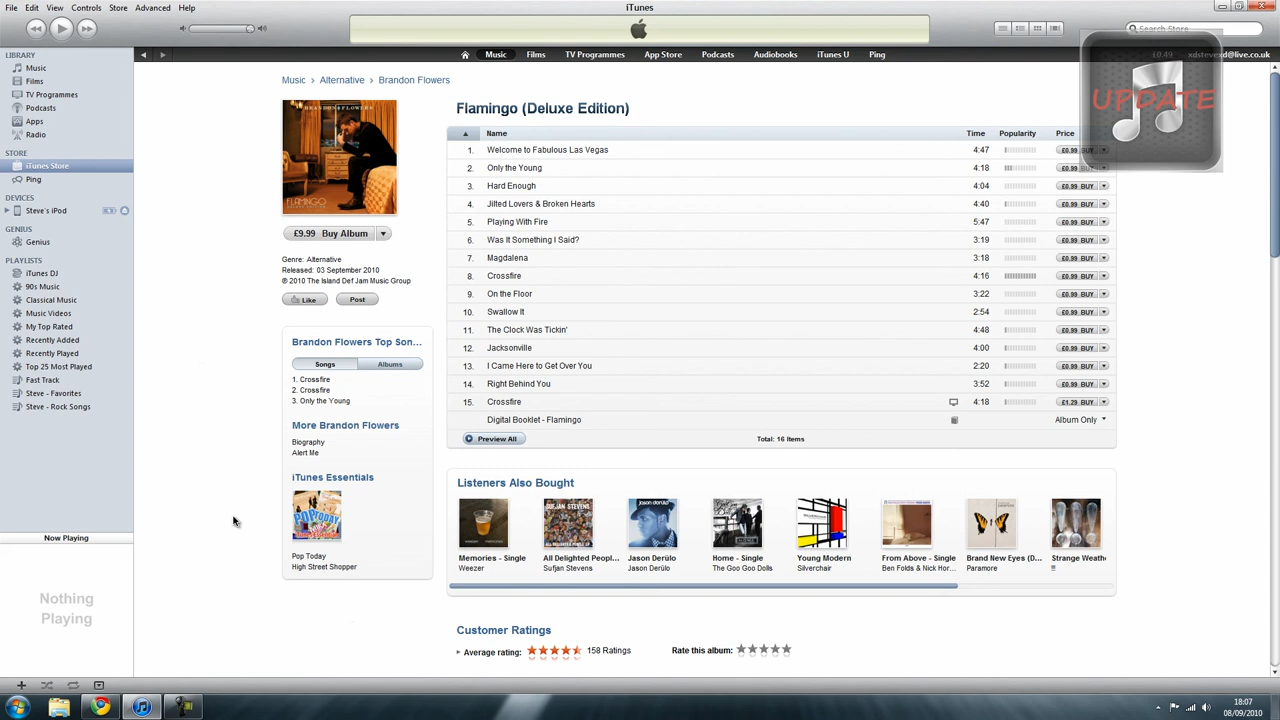 File Edit View Controls Store Advanced Help
iTunes
Search Store
Music Films TV Programmes App Store Podcasts Audiobooks iTunes U Ping
£0.49 xdstevexd@live.co.uk
UPDATE
LIBRARY
Music
Films
TV Programmes
Podcasts
Apps
Radio
STORE
iTunes Store
Ping
DEVICES
Steve's iPod
GENIUS
Genius
PLAYLISTS
iTunes DJ
90s Music
Classical Music
Music Videos
My Top Rated
Recently Added
Recently Played
Top 25 Most Played
Fast Track
Steve - Favorites
Steve - Rock Songs
Now Playing
Nothing
Playing
Music > Alternative > Brandon Flowers
BRANDON FLOWERS
FLAMINGO
£9.99 Buy Album
Genre: Alternative
Released: 03 September 2010
℗ 2010 The Island Def Jam Music Group
Like Post
Brandon Flowers Top Son...
Songs Albums
1. Crossfire
2. Crossfire
3. Only the Young
More Brandon Flowers
Biography
Alert Me
iTunes Essentials
POP TODAY
Pop Today
High Street Shopper
Flamingo (Deluxe Edition)
Name Time Popularity Price
1. Welcome to Fabulous Las Vegas 4:47 £0.99 BUY
2. Only the Young 4:18 £0.99 BUY
3. Hard Enough 4:04 £0.99 BUY
4. Jilted Lovers & Broken Hearts 4:40 £0.99 BUY
5. Playing With Fire 5:47 £0.99 BUY
6. Was It Something I Said? 3:19 £0.99 BUY
7. Magdalena 3:18 £0.99 BUY
8. Crossfire 4:16 £0.99 BUY
9. On the Floor 3:22 £0.99 BUY
10. Swallow It 2:54 £0.99 BUY
11. The Clock Was Tickin' 4:48 £0.99 BUY
12. Jacksonville 4:00 £0.99 BUY
13. I Came Here to Get Over You 2:20 £0.99 BUY
14. Right Behind You 3:52 £0.99 BUY
15. Crossfire 4:18 £1.29 BUY
Digital Booklet - Flamingo Album Only
Preview All Total: 16 Items
Listeners Also Bought
Memories - Single
Weezer
All Delighted Peopl...
Sufjan Stevens
Jason Derülo
Jason Derülo
Home - Single
The Goo Goo Dolls
Young Modern
Silverchair
From Above - Single
Ben Folds & Nick Hor...
Brand New Eyes (D...
Paramore
Strange Weath
!!!
Customer Ratings
Average rating: 158 Ratings Rate this album:
18:07
08/09/2010